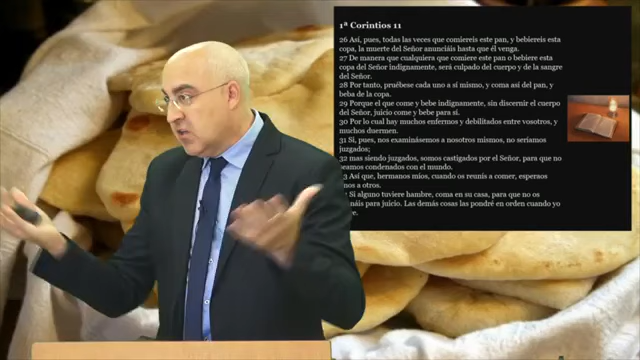 1ª Corintios 11
26 Así, pues, todas las veces que comiereis este pan, y bebiereis esta
copa, la muerte del Señor anunciáis hasta que él venga.
27 De manera que cualquiera que comiere este pan o bebiere esta
copa del Señor indignamente, será culpado del cuerpo y de la sangre
del Señor.
28 Por tanto, pruébese cada uno a sí mismo, y coma así del pan, y
beba de la copa.
29 Porque el que come y bebe indignamente, sin discernir el cuerpo
del Señor, juicio come y bebe para sí.
30 Por lo cual hay muchos enfermos y debilitados entre vosotros, y
muchos duermen.
31 Si, pues, nos examinásemos a nosotros mismos, no seríamos
juzgados;
32 mas siendo juzgados, somos castigados por el Señor, para que no
seamos condenados con el mundo.
3 Así que, hermanos míos, cuando os reunís a comer, esperaos
nos a otros.
Si alguno tuviere hambre, coma en su casa, para que no os
náis para juicio. Las demás cosas las pondré en orden cuando yo